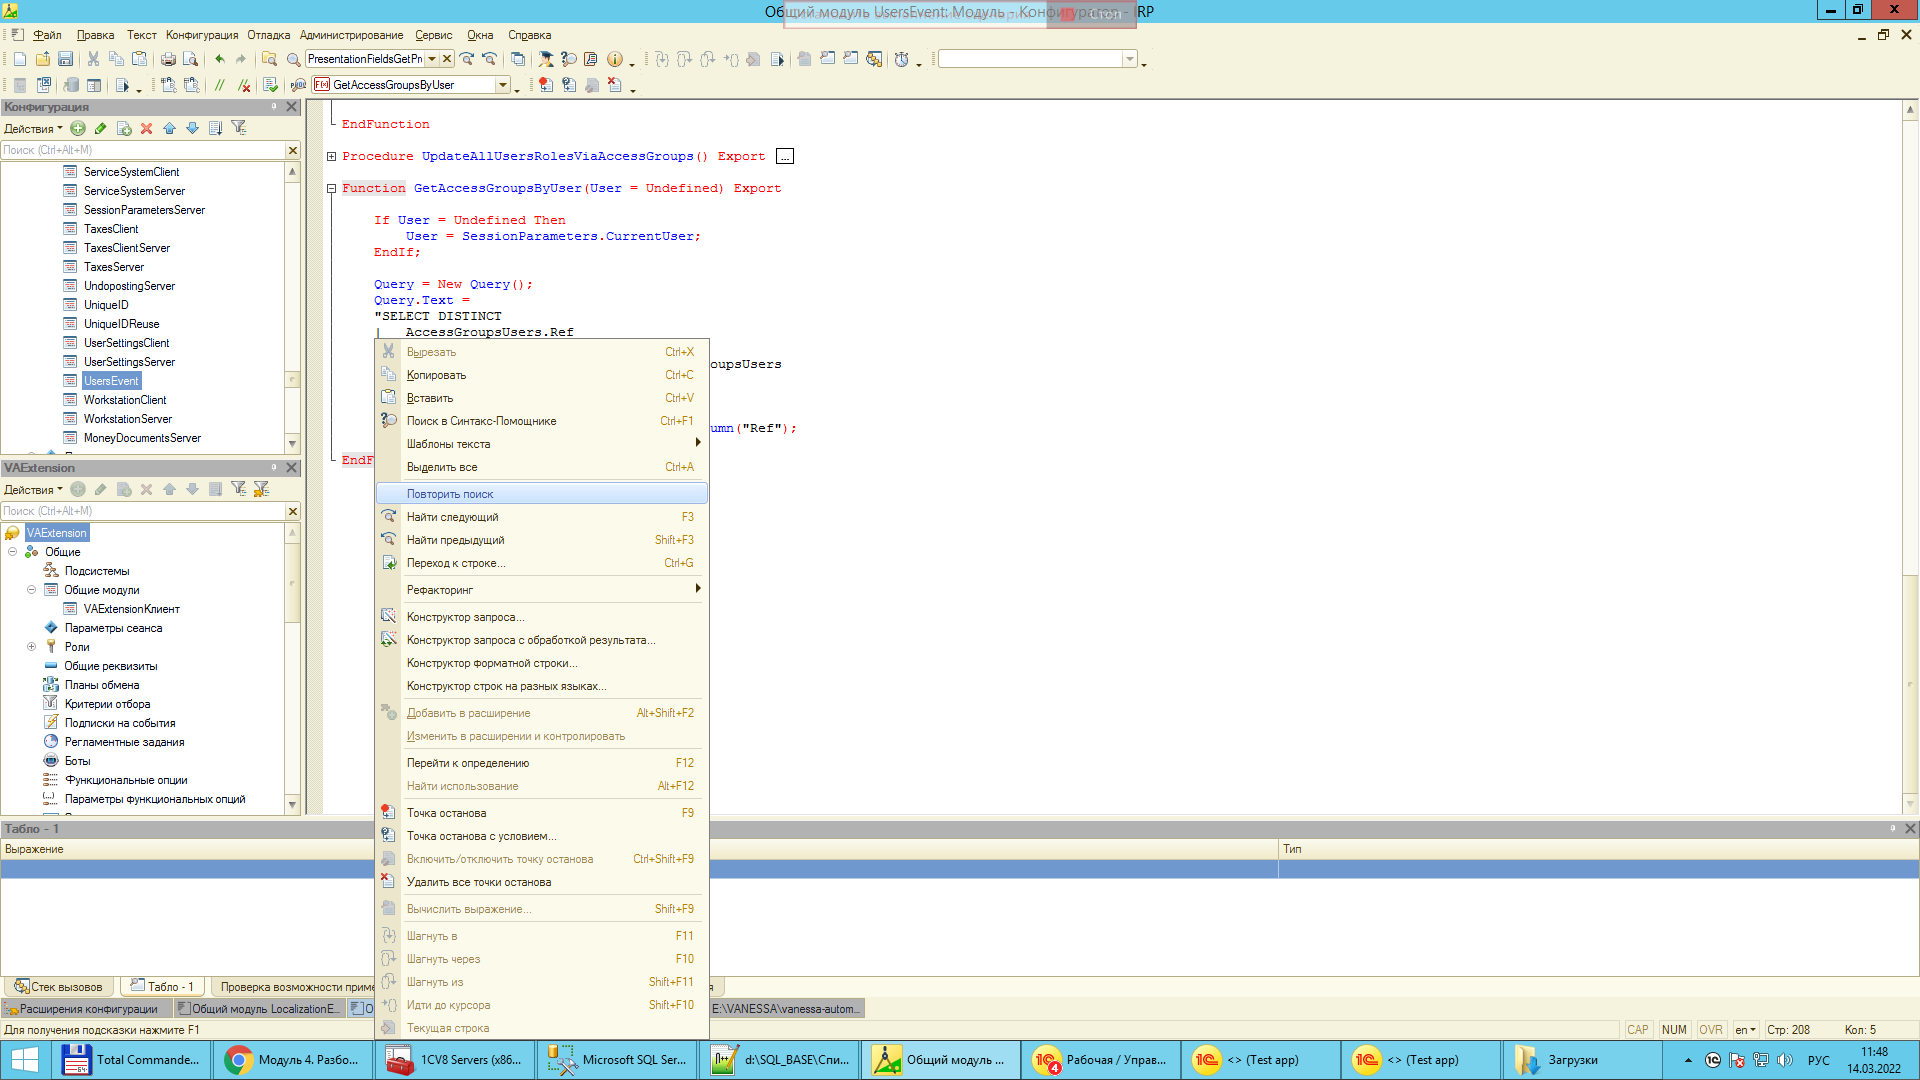 Общий модуль UsersEvent: Модуль - Конфигуратор - IRP
Стоп
Файл Правка Текст Конфигурация Отладка Администрирование Сервис Окна Справка
PresentationFieldsGetPr
GetAccessGroupsByUser
Конфигурация
Действия
Поиск (Ctrl+Alt+M)
ServiceSystemClient
ServiceSystemServer
SessionParametersServer
TaxesClient
TaxesClientServer
TaxesServer
UndopostingServer
UniqueID
UniqueIDReuse
UserSettingsClient
UserSettingsServer
UsersEvent
WorkstationClient
WorkstationServer
MoneyDocumentsServer
VAExtension
Действия
Поиск (Ctrl+Alt+M)
VAExtension
Общие
Подсистемы
Общие модули
VAExtensionКлиент
Параметры сеанса
Роли
Общие реквизиты
Планы обмена
Критерии отбора
Подписки на события
Регламентные задания
Боты
Функциональные опции
Параметры функциональных опций
EndFunction
Procedure UpdateAllUsersRolesViaAccessGroups() Export ...
Function GetAccessGroupsByUser(User = Undefined) Export
If User = Undefined Then
User = SessionParameters.CurrentUser;
EndIf;
Query = New Query();
Query.Text =
"SELECT DISTINCT
| AccessGroupsUsers.Ref
oupsUsers
umn("Ref");
EndF
Вырезать Ctrl+X
Копировать Ctrl+C
Вставить Ctrl+V
Поиск в Синтакс-Помощнике Ctrl+F1
Шаблоны текста
Выделить все Ctrl+A
Повторить поиск
Найти следующий F3
Найти предыдущий Shift+F3
Переход к строке... Ctrl+G
Рефакторинг
Конструктор запроса...
Конструктор запроса с обработкой результата...
Конструктор форматной строки...
Конструктор строк на разных языках...
Добавить в расширение Alt+Shift+F2
Изменить в расширении и контролировать
Перейти к определению F12
Найти использование Alt+F12
Точка останова F9
Точка останова с условием...
Включить/отключить точку останова Ctrl+Shift+F9
Удалить все точки останова
Вычислить выражение... Shift+F9
Шагнуть в F11
Шагнуть через F10
Шагнуть из Shift+F11
Идти до курсора Shift+F10
Текущая строка
Табло - 1
Выражение Тип
Стек вызовов Табло - 1 Проверка возможности приме
Расширения конфигурации Общий модуль LocalizationE... E:\VANESSA\vanessa-autom...
Для получения подсказки нажмите F1 CAP NUM OVR en Стр: 208 Кол: 5
Total Commande... Модуль 4. Разбо... 1CV8 Servers (x86... Microsoft SQL Ser... d:\SQL_BASE\Спи... Общий модуль ... Рабочая / Управ... <> (Test app) <> (Test app) Загрузки РУС 11:48
14.03.2022